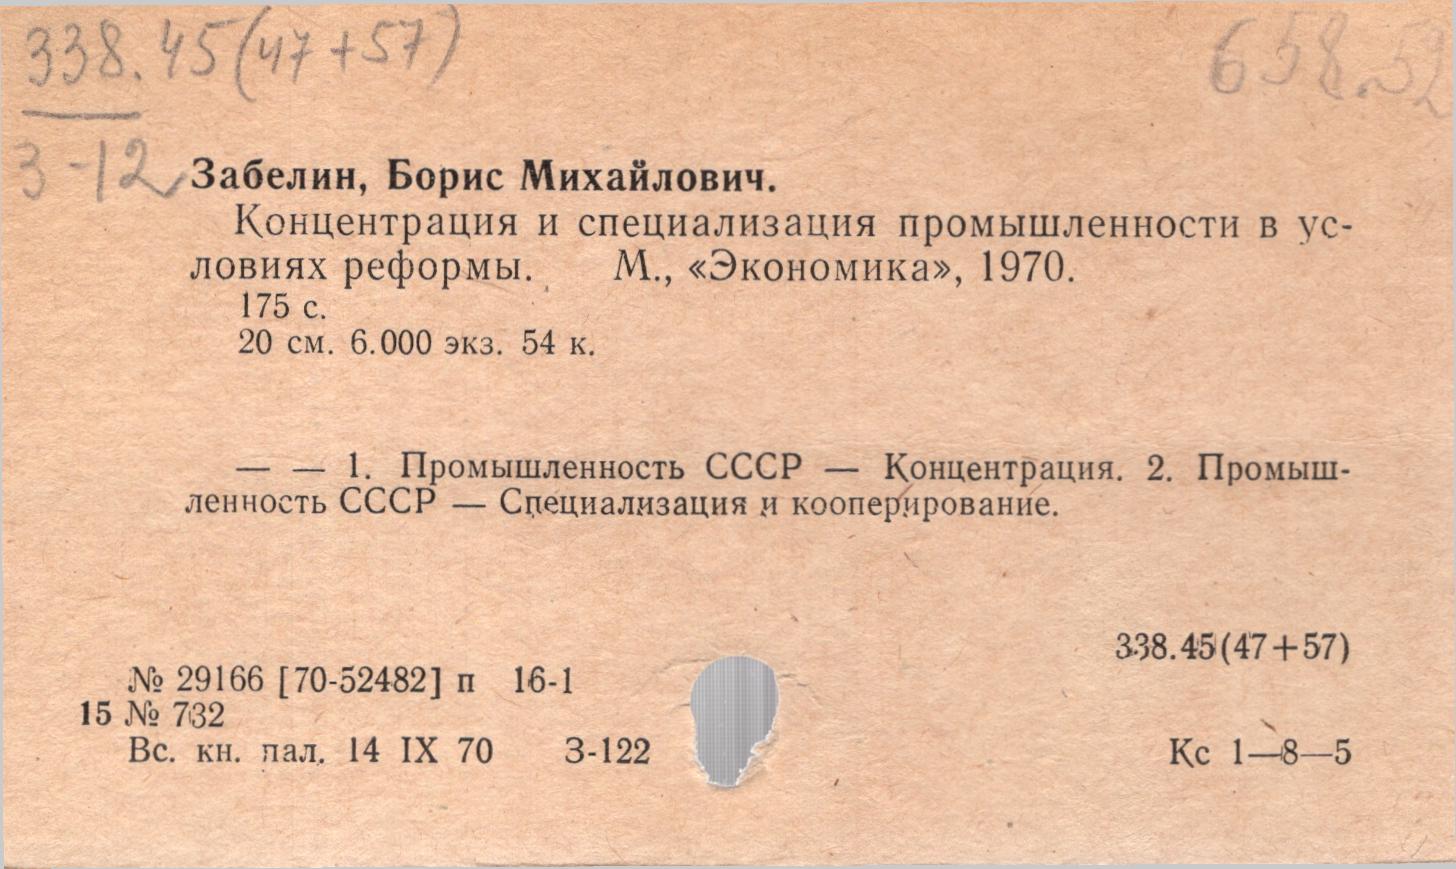 338.45(47+57) 658.52
З-12
Забелин, Борис Михайлович.
Концентрация и специализация промышленности в ус-
ловиях реформы. М., «Экономика», 1970.
175 с.
20 см. 6.000 экз. 54 к.
— — 1. Промышленность СССР — Концентрация. 2. Промыш-
ленность СССР — Специализация и кооперирование.
338.45(47+57)
№ 29166 [70-52482] п 16-1
15 № 732
Вс. кн. пал. 14 IX 70 З-122 Кс 1—8—5